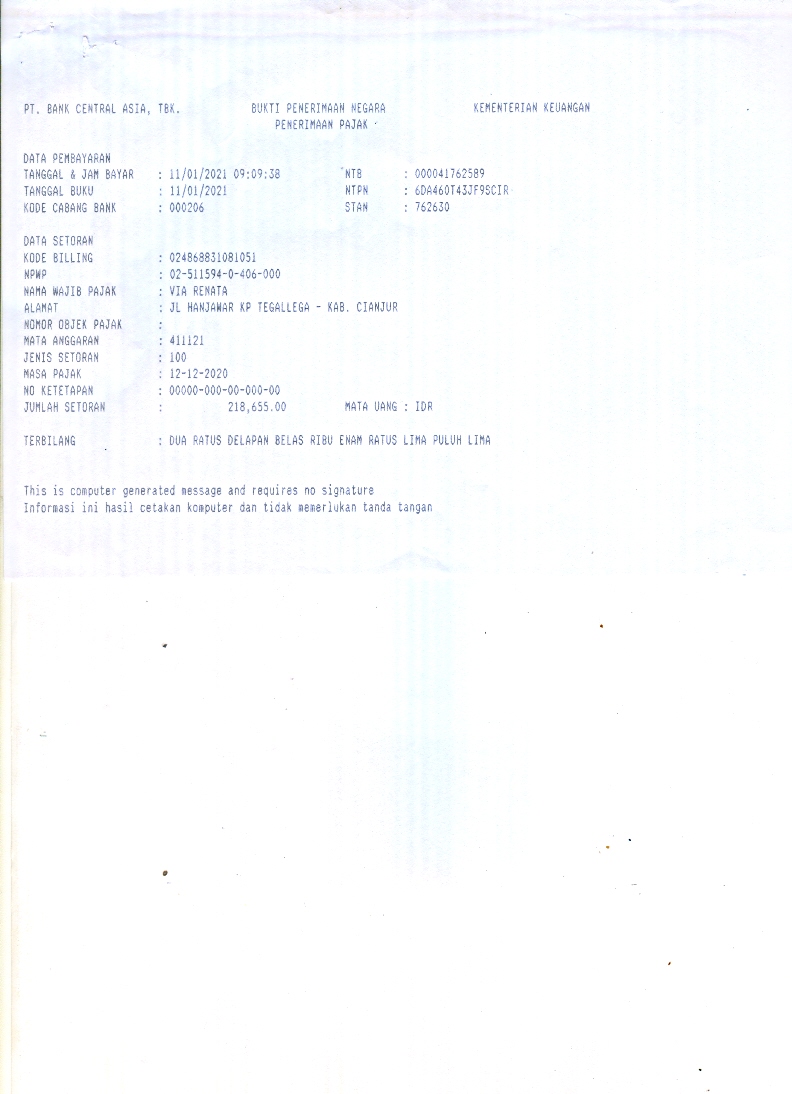 PT. BANK CENTRAL ASIA, TBK. BUKTI PENERIMAAN NEGARA KEMENTERIAN KEUANGAN
PENERIMAAN PAJAK
DATA PEMBAYARAN
TANGGAL & JAM BAYAR : 11/01/2021 09:09:38 NTB : 000041762589
TANGGAL BUKU : 11/01/2021 NTPN : 6DA460T43JF9SCIR
KODE CABANG BANK : 000206 STAN : 762630
DATA SETORAN
KODE BILLING : 024868831081051
NPWP : 02-511594-0-406-000
NAMA WAJIB PAJAK : VIA RENATA
ALAMAT : JL HANJAWAR KP TEGALLEGA - KAB. CIANJUR
NOMOR OBJEK PAJAK :
MATA ANGGARAN : 411121
JENIS SETORAN : 100
MASA PAJAK : 12-12-2020
NO KETETAPAN : 00000-000-00-000-00
JUMLAH SETORAN : 218,655.00 MATA UANG : IDR
TERBILANG : DUA RATUS DELAPAN BELAS RIBU ENAM RATUS LIMA PULUH LIMA
This is computer generated message and requires no signature
Informasi ini hasil cetakan komputer dan tidak memerlukan tanda tangan